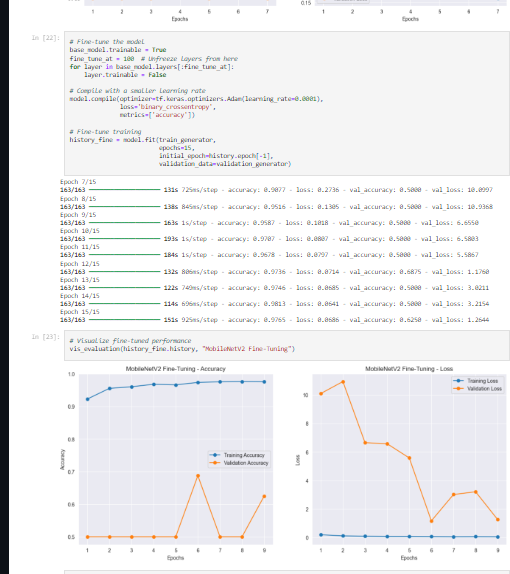 1 2 3 4 5 6 7
Epochs
0.15
1 2 3 4 5 6 7
Epochs
In [22]:
# Fine-tune the model
base_model.trainable = True
fine_tune_at = 100 # Unfreeze layers from here
for layer in base_model.layers[:fine_tune_at]:
layer.trainable = False
# Compile with a smaller learning rate
model.compile(optimizer=tf.keras.optimizers.Adam(learning_rate=0.0001),
loss='binary_crossentropy',
metrics=['accuracy'])
# Fine-tune training
history_fine = model.fit(train_generator,
epochs=15,
initial_epoch=history.epoch[-1],
validation_data=validation_generator)
Epoch 7/15
163/163 131s 725ms/step - accuracy: 0.9077 - loss: 0.2736 - val_accuracy: 0.5000 - val_loss: 10.0997
Epoch 8/15
163/163 138s 845ms/step - accuracy: 0.9516 - loss: 0.1305 - val_accuracy: 0.5000 - val_loss: 10.9368
Epoch 9/15
163/163 163s 1s/step - accuracy: 0.9587 - loss: 0.1018 - val_accuracy: 0.5000 - val_loss: 6.6550
Epoch 10/15
163/163 193s 1s/step - accuracy: 0.9707 - loss: 0.0807 - val_accuracy: 0.5000 - val_loss: 6.5803
Epoch 11/15
163/163 184s 1s/step - accuracy: 0.9678 - loss: 0.0797 - val_accuracy: 0.5000 - val_loss: 5.5867
Epoch 12/15
163/163 132s 806ms/step - accuracy: 0.9736 - loss: 0.0714 - val_accuracy: 0.6875 - val_loss: 1.1760
Epoch 13/15
163/163 122s 749ms/step - accuracy: 0.9746 - loss: 0.0685 - val_accuracy: 0.5000 - val_loss: 3.0211
Epoch 14/15
163/163 114s 696ms/step - accuracy: 0.9813 - loss: 0.0641 - val_accuracy: 0.5000 - val_loss: 3.2154
Epoch 15/15
163/163 151s 925ms/step - accuracy: 0.9765 - loss: 0.0686 - val_accuracy: 0.6250 - val_loss: 1.2644
In [23]:
# Visualize fine-tuned performance
vis_evaluation(history_fine.history, "MobileNetV2 Fine-Tuning")
MobileNetV2 Fine-Tuning - Accuracy
1.0
0.9
0.8
0.7
0.6
0.5
Accuracy
Training Accuracy
Validation Accuracy
1 2 3 4 5 6 7 8 9
Epochs
MobileNetV2 Fine-Tuning - Loss
10
8
6
4
2
0
Loss
Training Loss
Validation Loss
1 2 3 4 5 6 7 8 9
Epochs